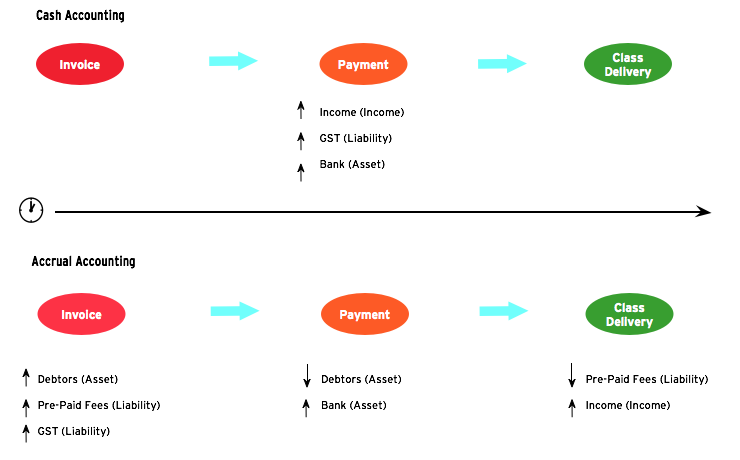 Cash Accounting
Invoice
Payment
Class
Delivery
Income (Income)
GST (Liability)
Bank (Asset)
Accrual Accounting
Invoice
Payment
Class
Delivery
Debtors (Asset)
Debtors (Asset)
Pre-Paid Fees (Liability)
Pre-Paid Fees (Liability)
Bank (Asset)
Income (Income)
GST (Liability)